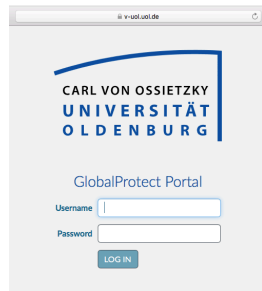 v-uol.uol.de
CARL VON OSSIETZKY
UNIVERSITÄT
OLDENBURG
GlobalProtect Portal
Username
Password
LOG IN